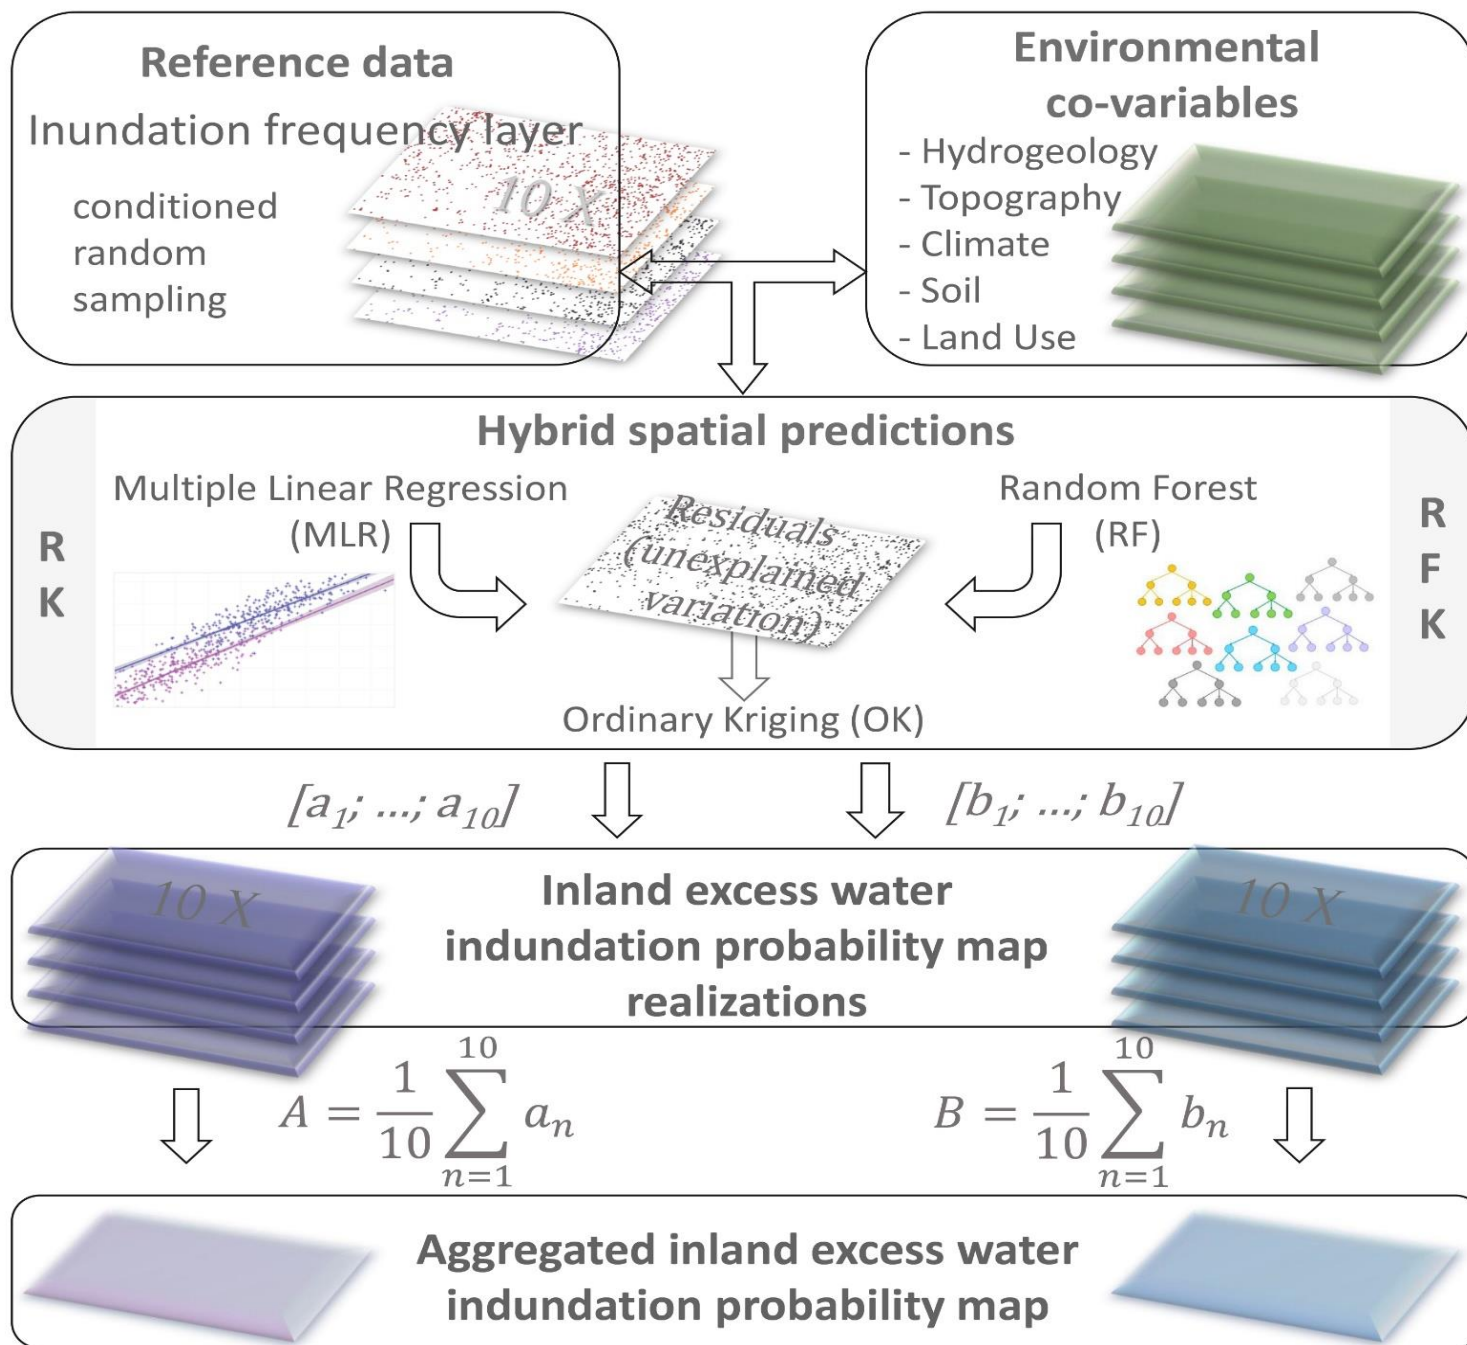 Reference data
Inundation frequency layer
conditioned
random
sampling
10 X
Environmental
co-variables
- Hydrogeology
- Topography
- Climate
- Soil
- Land Use
Hybrid spatial predictions
R
K
Multiple Linear Regression
(MLR)
Residuals
(unexplamed
variation)
Random Forest
(RF)
R
F
K
Ordinary Kriging (OK)
[a₁; ...; a₁₀]
[b₁; ...; b₁₀]
10 X
Inland excess water
indundation probability map
realizations
10 X
A = 1/10 ∑_{n=1}^{10} aₙ
B = 1/10 ∑_{n=1}^{10} bₙ
Aggregated inland excess water
indundation probability map